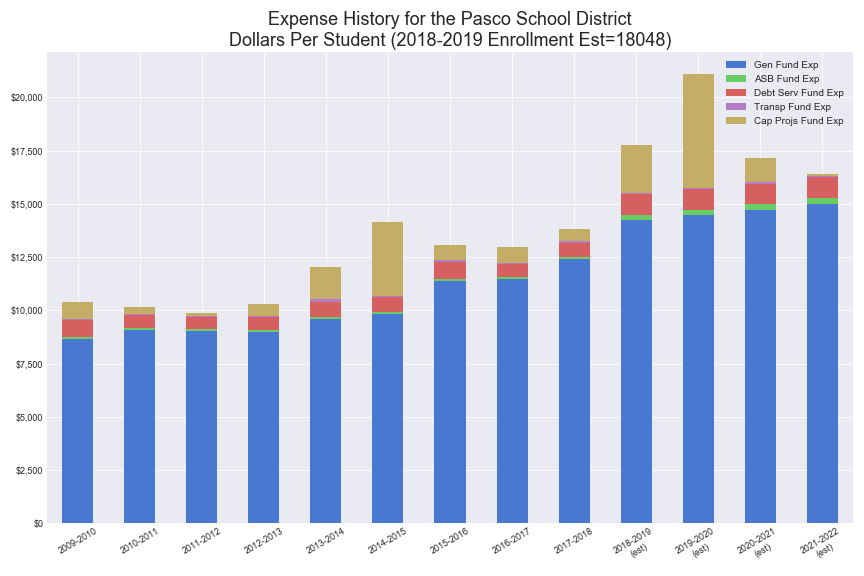 Expense History for the Pasco School District
Dollars Per Student (2018-2019 Enrollment Est=18048)
Gen Fund Exp
ASB Fund Exp
Debt Serv Fund Exp
Transp Fund Exp
Cap Projs Fund Exp
$20,000
$17,500
$15,000
$12,500
$10,000
$7,500
$5,000
$2,500
$0
2009-2010
2010-2011
2011-2012
2012-2013
2013-2014
2014-2015
2015-2016
2016-2017
2017-2018
2018-2019
(est)
2019-2020
(est)
2020-2021
(est)
2021-2022
(est)